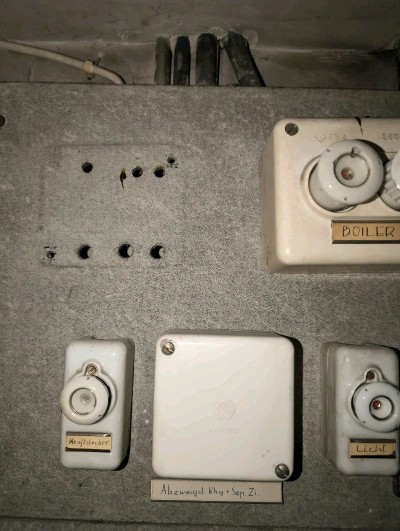 BOILER
Kraftstecker
Licht
Abzweigd. Whg + Sep. Zi.